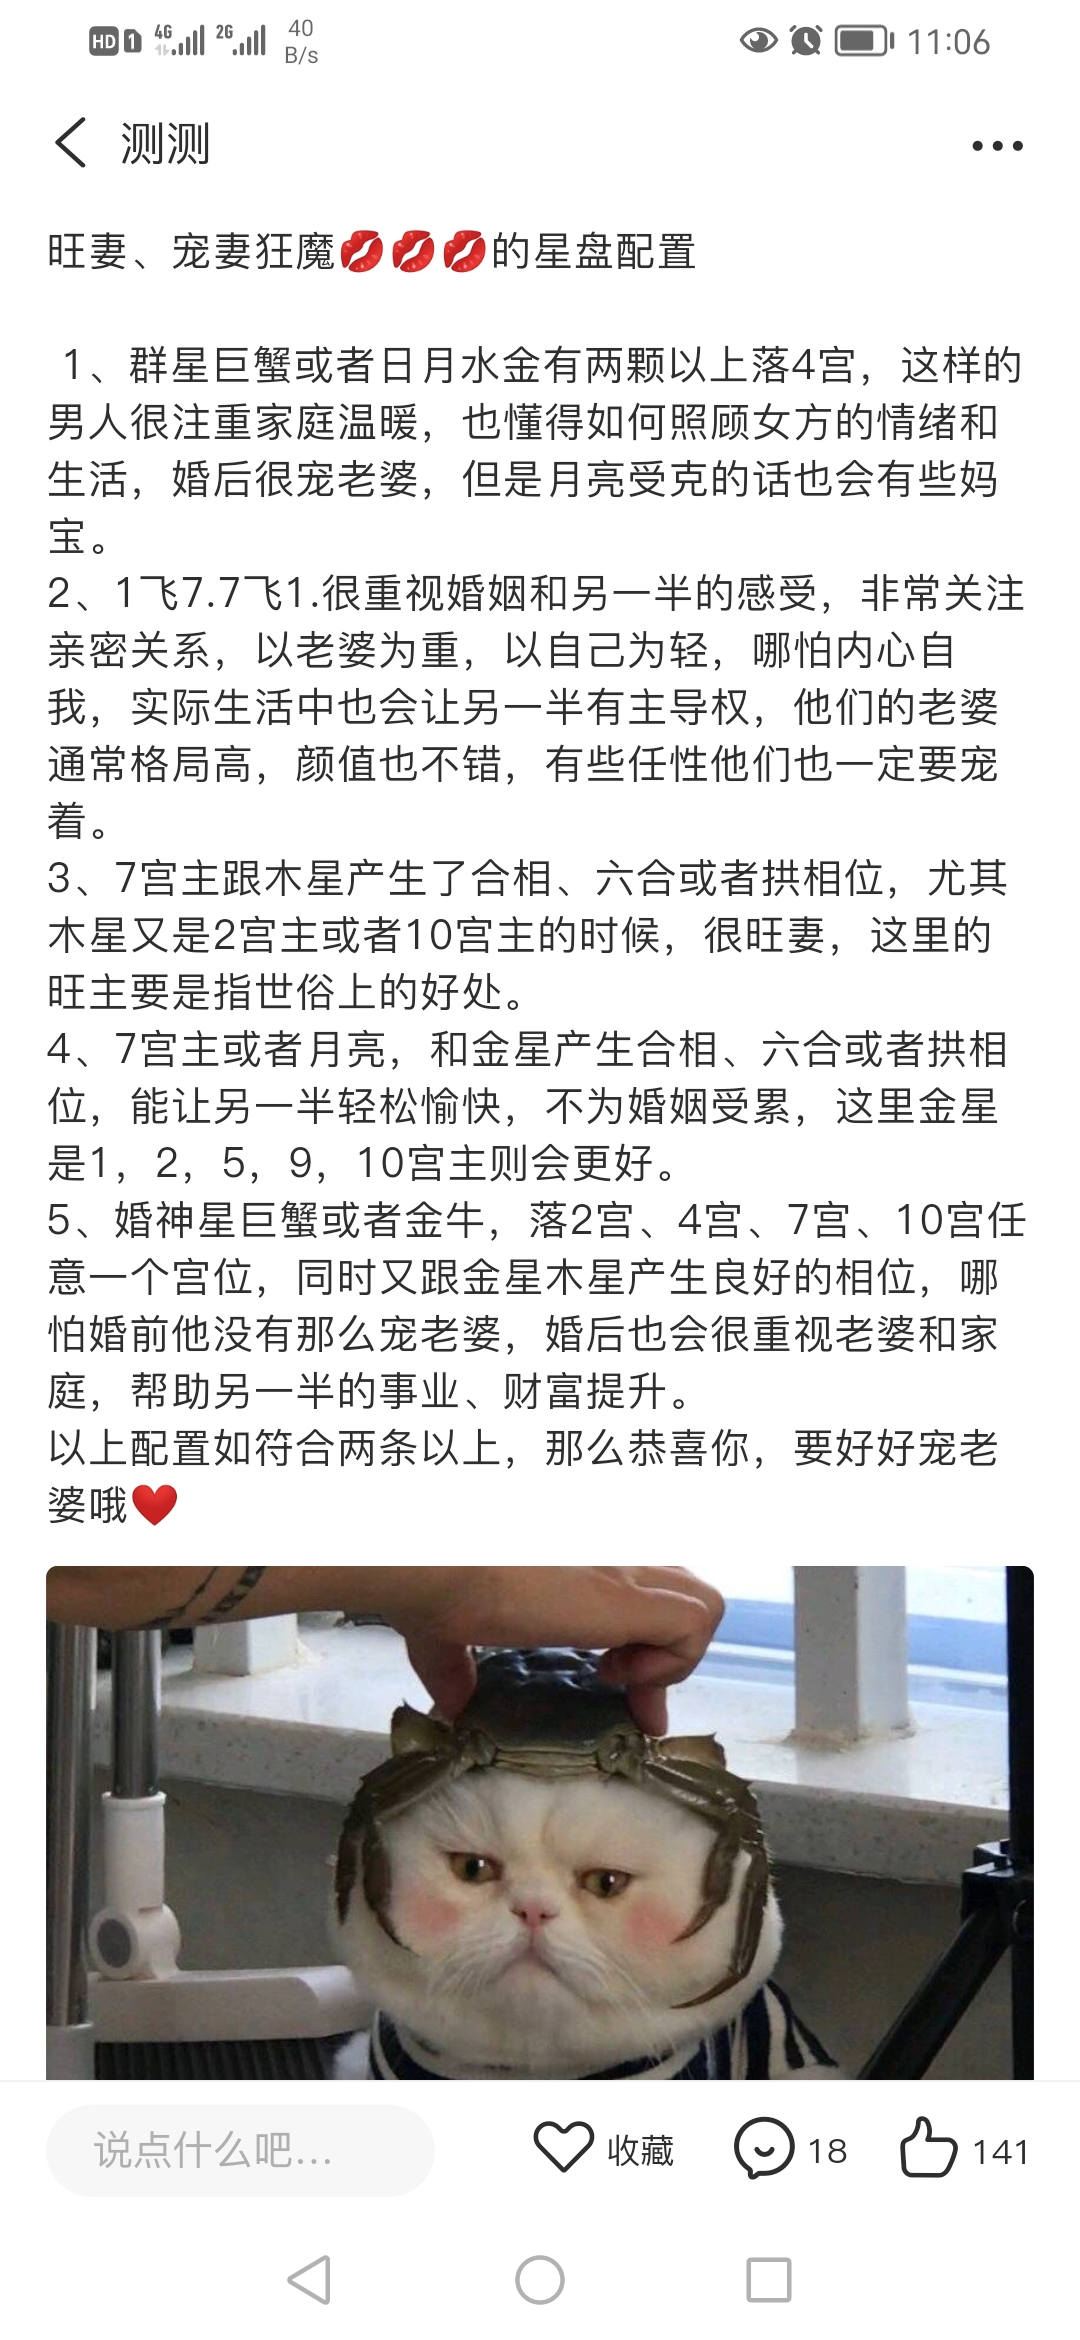 HD 1 4G 2G 40 B/s 11:06
测测
旺妻、宠妻狂魔💋💋💋的星盘配置
1、群星巨蟹或者日月水金有两颗以上落4宫，这样的
男人很注重家庭温暖，也懂得如何照顾女方的情绪和
生活，婚后很宠老婆，但是月亮受克的话也会有些妈
宝。
2、1飞7.7飞1.很重视婚姻和另一半的感受，非常关注
亲密关系，以老婆为重，以自己为轻，哪怕内心自
我，实际生活中也会让另一半有主导权，他们的老婆
通常格局高，颜值也不错，有些任性他们也一定要宠
着。
3、7宫主跟木星产生了合相、六合或者拱相位，尤其
木星又是2宫主或者10宫主的时候，很旺妻，这里的
旺主要是指世俗上的好处。
4、7宫主或者月亮，和金星产生合相、六合或者拱相
位，能让另一半轻松愉快，不为婚姻受累，这里金星
是1，2，5，9，10宫主则会更好。
5、婚神星巨蟹或者金牛，落2宫、4宫、7宫、10宫任
意一个宫位，同时又跟金星木星产生良好的相位，哪
怕婚前他没有那么宠老婆，婚后也会很重视老婆和家
庭，帮助另一半的事业、财富提升。
以上配置如符合两条以上，那么恭喜你，要好好宠老
婆哦❤️
说点什么吧... 收藏 18 141